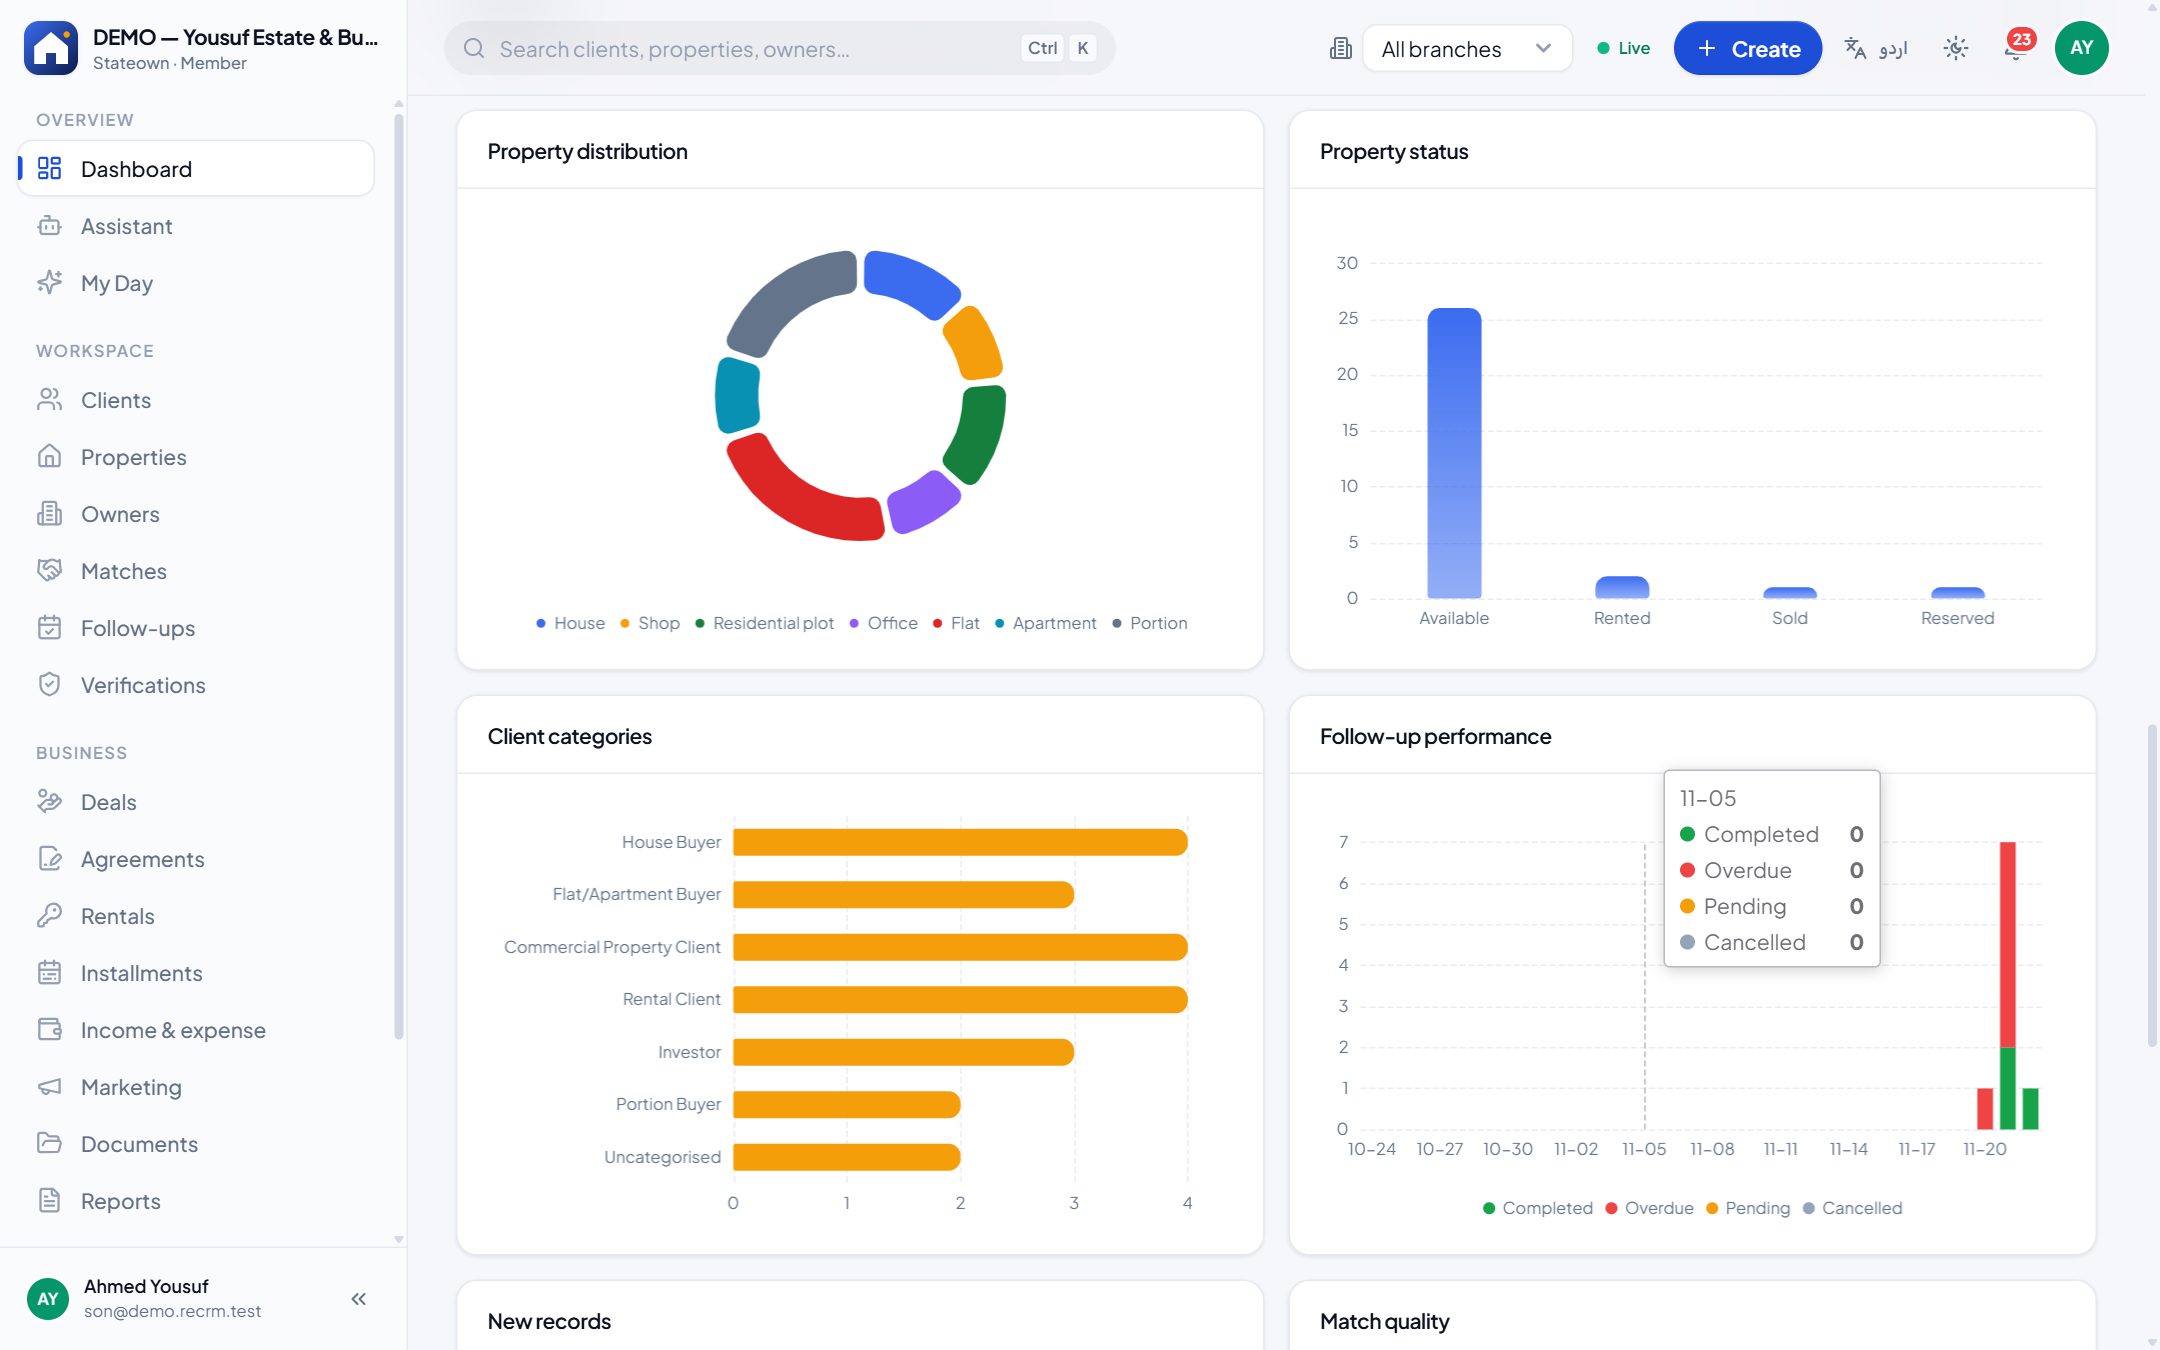 DEMO — Yousuf Estate & Bu...
Stateown · Member
OVERVIEW
Dashboard
Assistant
My Day
WORKSPACE
Clients
Properties
Owners
Matches
Follow-ups
Verifications
BUSINESS
Deals
Agreements
Rentals
Installments
Income & expense
Marketing
Documents
Reports
AY
Ahmed Yousuf
son@demo.recrm.test
Search clients, properties, owners...
Ctrl K
All branches
Live
Create
اردو
23
AY
Property distribution
House
Shop
Residential plot
Office
Flat
Apartment
Portion
Property status
30
25
20
15
10
5
0
Available
Rented
Sold
Reserved
Client categories
House Buyer
Flat/Apartment Buyer
Commercial Property Client
Rental Client
Investor
Portion Buyer
Uncategorised
0
1
2
3
4
Follow-up performance
11-05
Completed 0
Overdue 0
Pending 0
Cancelled 0
7
6
5
4
3
2
1
0
10-24
10-27
10-30
11-02
11-05
11-08
11-11
11-14
11-17
11-20
Completed
Overdue
Pending
Cancelled
New records
Match quality